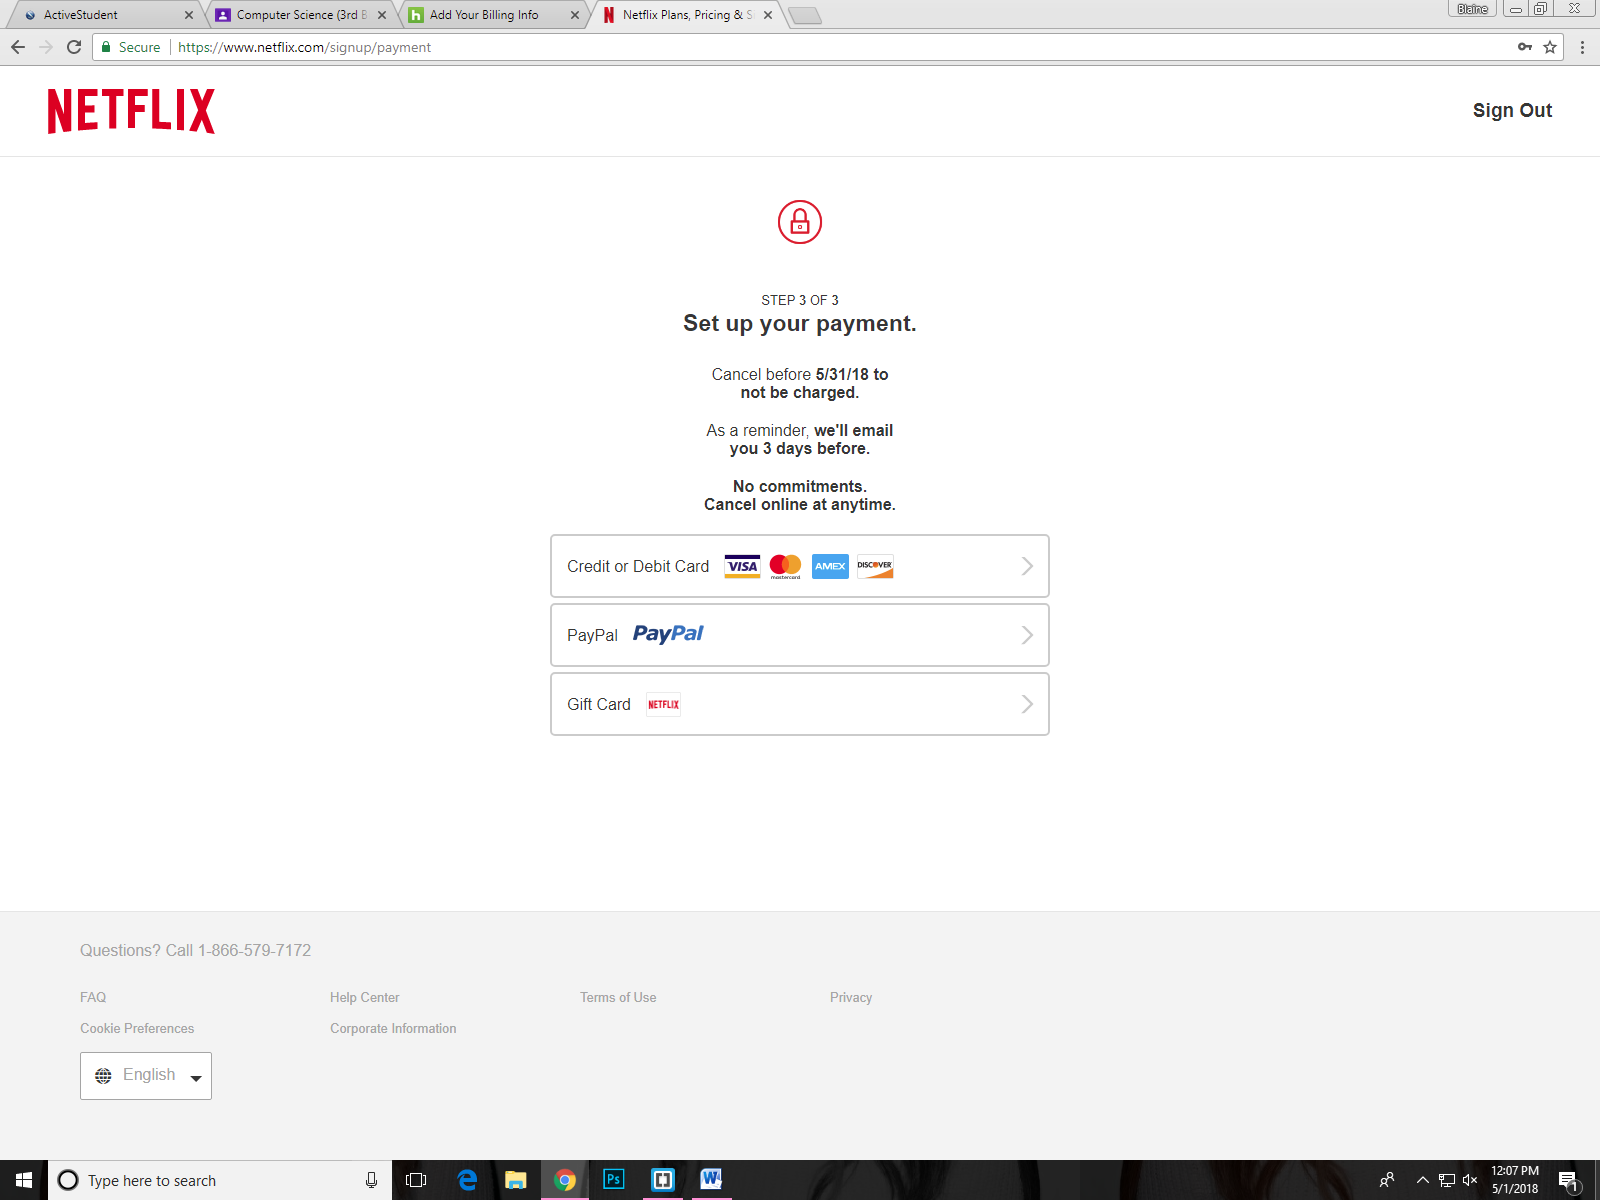 ActiveStudent
Computer Science (3rd B
Add Your Billing Info
Netflix Plans, Pricing & S
Blaine
Secure
https://www.netflix.com/signup/payment
NETFLIX
Sign Out
STEP 3 OF 3
Set up your payment.
Cancel before 5/31/18 to
not be charged.
As a reminder, we'll email
you 3 days before.
No commitments.
Cancel online at anytime.
Credit or Debit Card VISA mastercard AMEX DISCOVER
PayPal PayPal
Gift Card NETFLIX
Questions? Call 1-866-579-7172
FAQ
Help Center
Terms of Use
Privacy
Cookie Preferences
Corporate Information
English
Type here to search
Ps
12:07 PM
5/1/2018
1